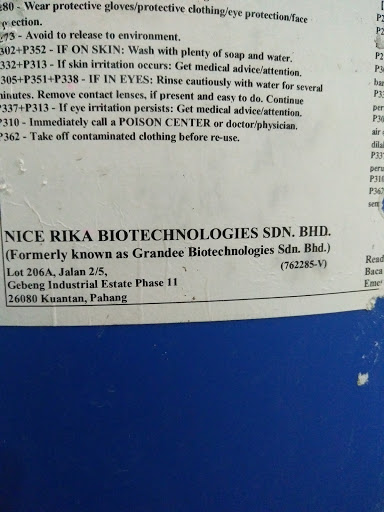 280 - Wear protective gloves/protective clothing/eye protection/face
ection.
273 - Avoid to release to environment.
302+P352 - IF ON SKIN: Wash with plenty of soap and water.
332+P313 - If skin irritation occurs: Get medical advice/attention.
305+P351+P338 - IF IN EYES: Rinse cautiously with water for several
inutes. Remove contact lenses, if present and easy to do. Continue
P337+P313 - If eye irritation persists: Get medical advice/attention.
P310 - Immediately call a POISON CENTER or doctor/physician.
P362 - Take off contaminated clothing before re-use.
NICE RIKA BIOTECHNOLOGIES SDN. BHD.
(Formerly known as Grandee Biotechnologies Sdn. Bhd.)
(762285-V)
Lot 206A, Jalan 2/5,
Gebeng Industrial Estate Phase 11
26080 Kuantan, Pahang
Read
Baca
Eme